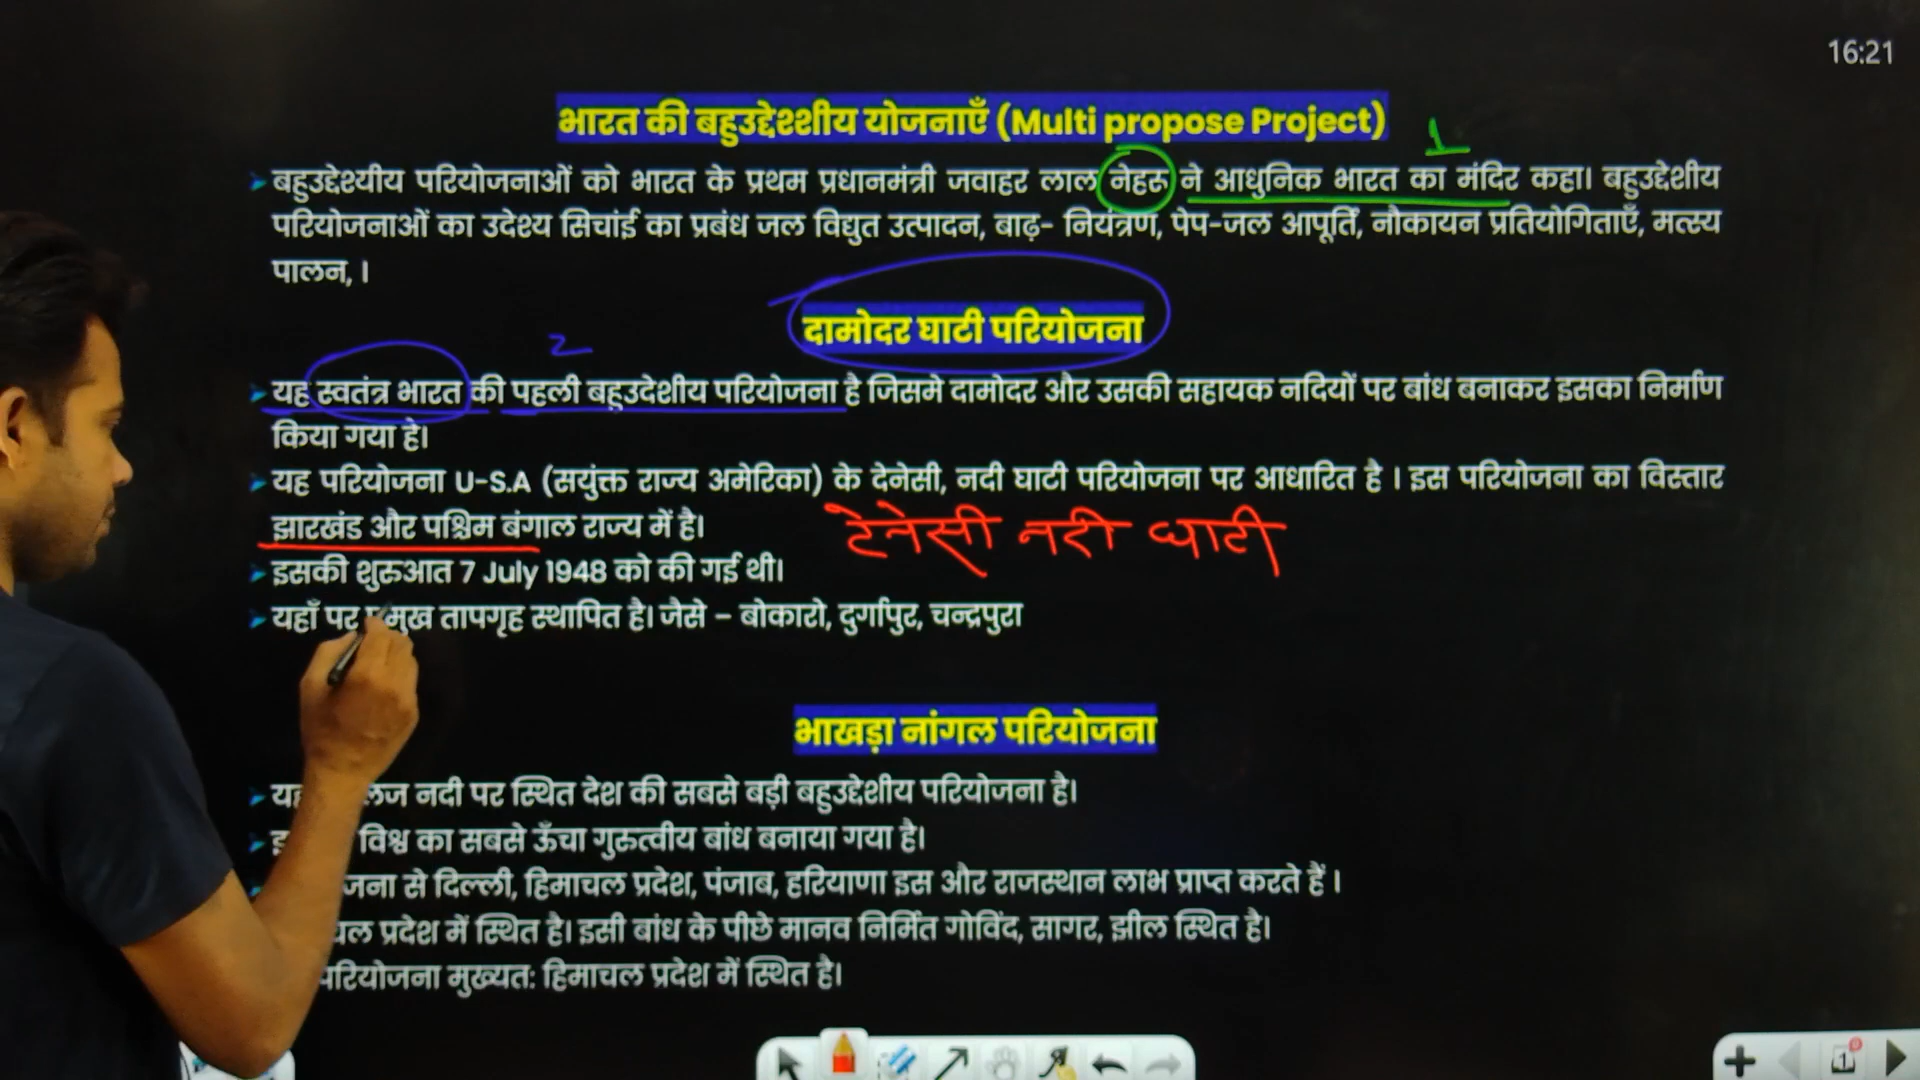 16:21
भारत की बहुउद्देश्शीय योजनाएँ (Multi propose Project)
1
बहुउद्देश्यीय परियोजनाओं को भारत के प्रथम प्रधानमंत्री जवाहर लाल नेहरू ने आधुनिक भारत का मंदिर कहा। बहुउद्देशीय
परियोजनाओं का उदेश्य सिचांई का प्रबंध जल विद्युत उत्पादन, बाढ़- नियंत्रण, पेप-जल आपूर्ति, नौकायन प्रतियोगिताएँ, मत्स्य
पालन, ।
दामोदर घाटी परियोजना
2
यह स्वतंत्र भारत की पहली बहुउदेशीय परियोजना है जिसमे दामोदर और उसकी सहायक नदियों पर बांध बनाकर इसका निर्माण
किया गया है।
यह परियोजना U-S.A (सयुंक्त राज्य अमेरिका) के देनेसी, नदी घाटी परियोजना पर आधारित है । इस परियोजना का विस्तार
झारखंड और पश्चिम बंगाल राज्य में है।
टेनेसी नदी घाटी
इसकी शुरुआत 7 July 1948 को की गई थी।
यहाँ पर प्रमुख तापगृह स्थापित है। जैसे – बोकारो, दुर्गापुर, चन्द्रपुरा
भाखड़ा नांगल परियोजना
नदी पर स्थित देश की सबसे बड़ी बहुउद्देशीय परियोजना है।
विश्व का सबसे ऊँचा गुरुत्वीय बांध बनाया गया है।
जना से दिल्ली, हिमाचल प्रदेश, पंजाब, हरियाणा इस और राजस्थान लाभ प्राप्त करते हैं ।
चल प्रदेश में स्थित है। इसी बांध के पीछे मानव निर्मित गोविंद, सागर, झील स्थित है।
परियोजना मुख्यत: हिमाचल प्रदेश में स्थित है।
1